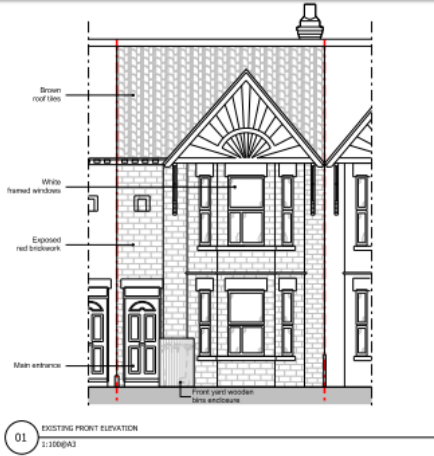 Brown
roof tiles
White
framed windows
Exposed
red brickwork
Main entrance
Front yard wooden
bins enclosure
01
EXISTING FRONT ELEVATION
1:100@A3